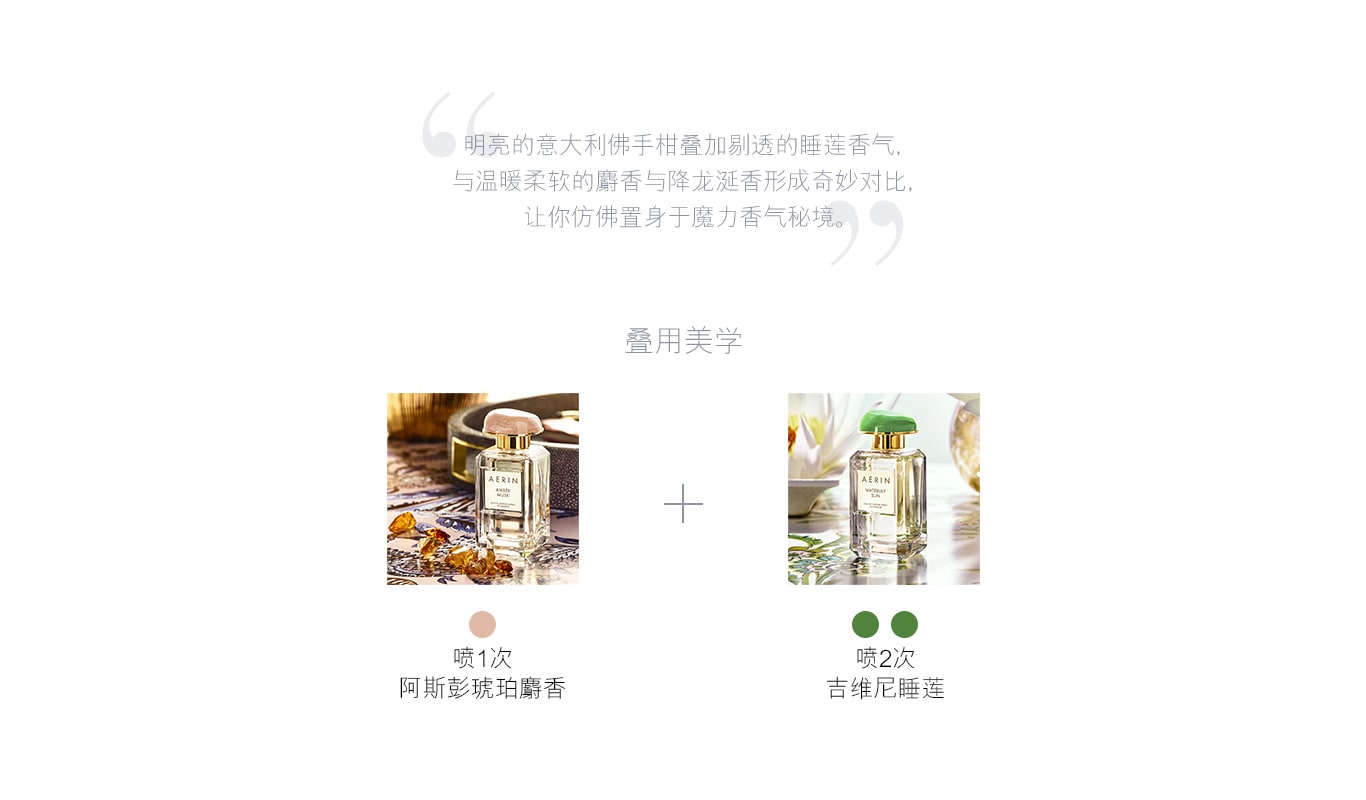 “明亮的意大利佛手柑叠加剔透的睡莲香气,
与温暖柔软的麝香与降龙涎香形成奇妙对比,
让你仿佛置身于魔力香气秘境。”
叠用美学
AERIN
AMBER
MUSK
AERIN
WATERLILY
SUN
喷1次
阿斯彭琥珀麝香
喷2次
吉维尼睡莲